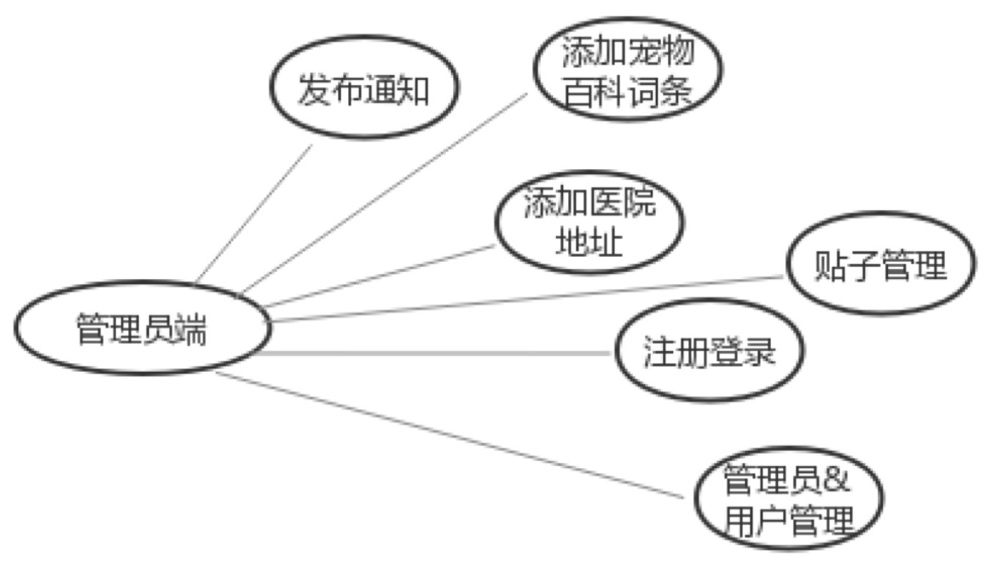 发布通知
添加宠物
百科词条
添加医院
地址
贴子管理
管理员端
注册登录
管理员&
用户管理